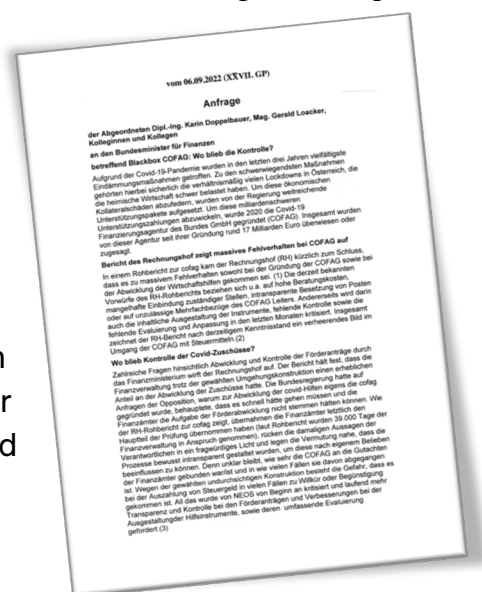 vom 06.09.2022 (XXVII. GP)
Anfrage
der Abgeordneten Dipl.-Ing. Karin Doppelbauer, Mag. Gerald Loacker,
Kolleginnen und Kollegen
an den Bundesminister für Finanzen
betreffend Blackbox COFAG: Wo blieb die Kontrolle?
Aufgrund der Covid-19-Pandemie wurden in den letzten drei Jahren vielfältigste
Eindämmungsmaßnahmen getroffen. Zu den schwerwiegendsten Maßnahmen
gehörten hierbei sicherlich die verhältnismäßig vielen Lockdowns in Österreich, die
die heimische Wirtschaft schwer belastet haben. Um diese ökonomischen
Kollateralschäden abzufedern, wurden von der Regierung weitreichende
Unterstützungspakete aufgesetzt. Um diese milliardenschweren
Unterstützungszahlungen abzuwickeln, wurde 2020 die Covid-19
Finanzierungsagentur des Bundes GmbH gegründet (COFAG). Insgesamt wurden
von dieser Agentur seit ihrer Gründung rund 17 Milliarden Euro überwiesen oder
zugesagt.
Bericht des Rechnungshof zeigt massives Fehlverhalten bei COFAG auf
In einem Rohbericht zur cofag kam der Rechnungshof (RH) kürzlich zum Schluss,
dass es zu massivem Fehlverhalten sowohl bei der Gründung der COFAG sowie bei
der Abwicklung der Wirtschaftshilfen gekommen sei. (1) Die derzeit bekannten
Vorwürfe des RH-Rohberichts beziehen sich u.a. auf hohe Beratungskosten,
mangelhafte Einbindung zuständiger Stellen, intransparente Besetzung von Posten
oder auf unzulässige Mehrfachbezüge des COFAG Leiters. Andererseits wird darin
auch die inhaltliche Ausgestaltung der Instrumente, fehlende Kontrolle sowie die
fehlende Evaluierung und Anpassung in den letzten Monaten kritisiert. Insgesamt
zeichnet der RH-Bericht nach derzeitigem Kenntnisstand ein verheerendes Bild im
Umgang der COFAG mit Steuermitteln.(2)
Wo blieb Kontrolle der Covid-Zuschüsse?
Zahlreiche Fragen hinsichtlich Abwicklung und Kontrolle der Förderanträge durch
das Finanzministerium wirft der Rechnungshof auf. Der Bericht hält fest, dass die
Finanzverwaltung trotz der gewählten Umgehungskonstruktion einen erheblichen
Anteil an der Abwicklung der Zuschüsse hatte. Die Bundesregierung hatte auf
Anfragen der Opposition, warum zur Abwicklung der covid-Hilfen eigens die cofag
gegründet wurde, behauptete, dass es schnell hätte gehen müssen und die
Finanzämter die Aufgabe der Förderabwicklung nicht stemmen hätten können. Wie
der RH-Rohbericht zur cofag zeigt, übernahmen die Finanzämter letztlich den
Hauptteil der Prüfung übernommen haben (laut Rohbericht wurden 39.000 Tage der
Finanzverwaltung in Anspruch genommen), rücken die damaligen Aussagen der
Verantwortlichen in ein fragwürdiges Licht und legen die Vermutung nahe, dass die
Prozesse bewusst intransparent gestaltet wurden, um diese nach eigenem Belieben
beeinflussen zu können. Denn unklar bleibt, wie sehr die COFAG an die Gutachten
der Finanzämter gebunden war/ist und in wie vielen Fällen sie davon abgegangen
ist. Wegen der gewählten undurchsichtigen Konstruktion besteht die Gefahr, dass es
bei der Auszahlung von Steuergeld in vielen Fällen zu Willkür oder Begünstigung
gekommen ist. All das wurde von NEOS von Beginn an kritisiert und laufend mehr
Transparenz und Kontrolle bei den Förderanträgen und Verbesserungen bei der
Ausgestaltung der Hilfsinstrumente, sowie deren umfassende Evaluierung
gefordert.(3)